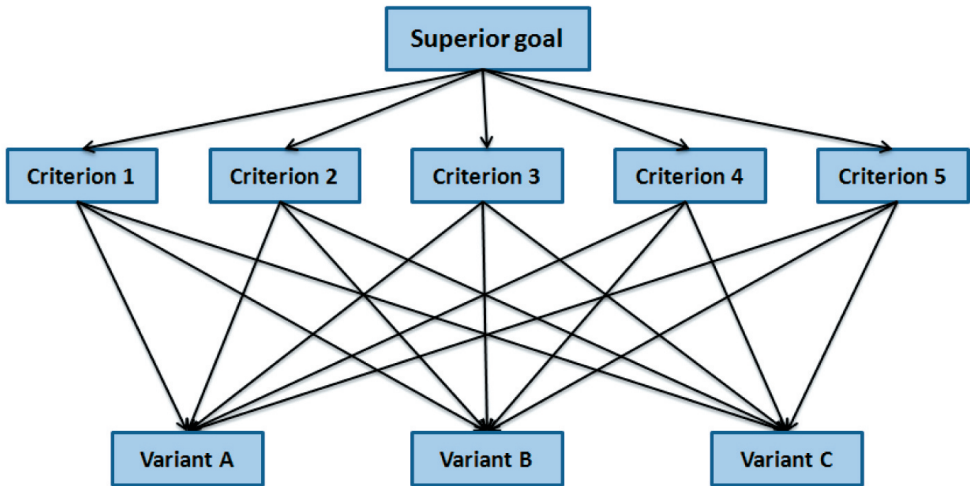 Superior goal
Criterion 1
Criterion 2
Criterion 3
Criterion 4
Criterion 5
Variant A
Variant B
Variant C